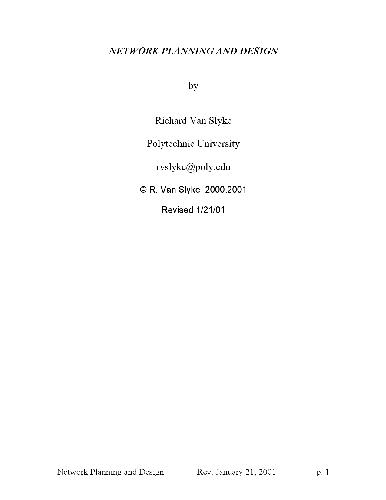 NETWORK PLANNING AND DESIGN
by
Richard Van Slyke
Polytechnic University
rvslyke@poly.edu
© R. Van Slyke 2000,2001
Revised 1/21/01
Network Planning and Design Rev. January 21, 2001 p. 1